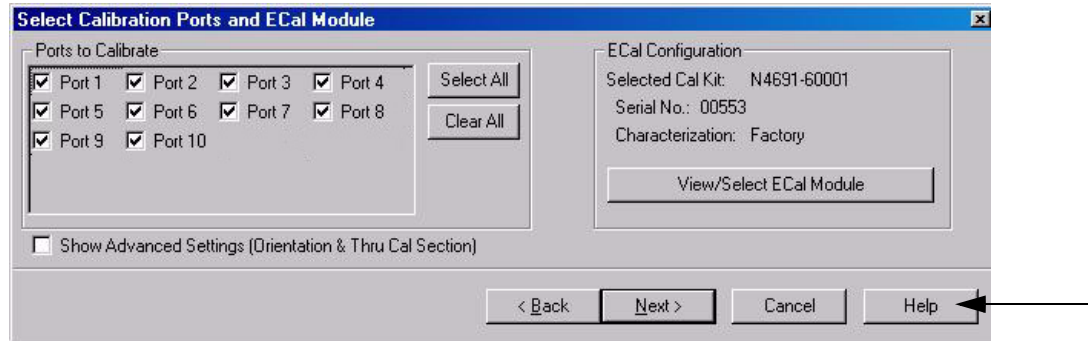 Select Calibration Ports and ECal Module
Ports to Calibrate
Port 1 Port 2 Port 3 Port 4
Port 5 Port 6 Port 7 Port 8
Port 9 Port 10
Select All
Clear All
ECal Configuration
Selected Cal Kit: N4691-60001
Serial No.: 00553
Characterization: Factory
View/Select ECal Module
Show Advanced Settings (Orientation & Thru Cal Section)
< Back Next > Cancel Help